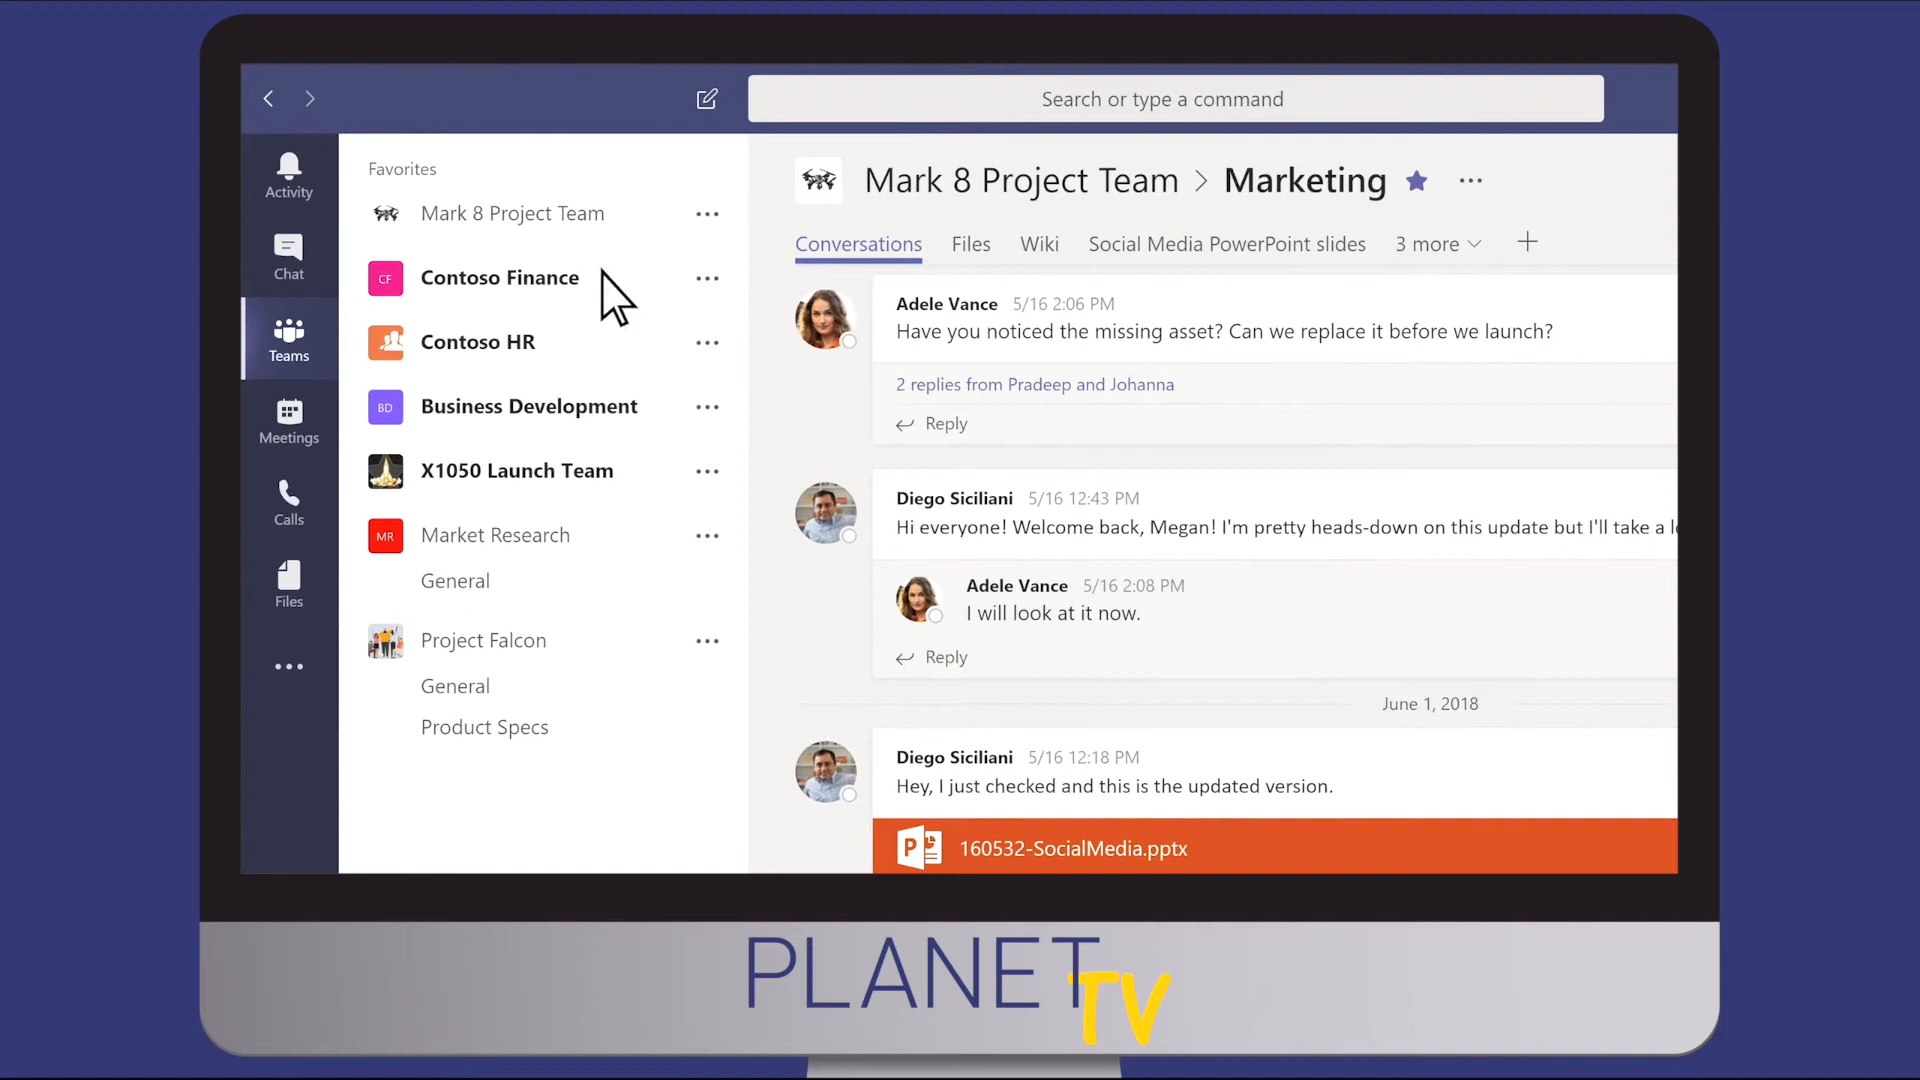 Search or type a command
Activity
Chat
Teams
Meetings
Calls
Files
Favorites
Mark 8 Project Team
CF Contoso Finance
Contoso HR
BD Business Development
X1050 Launch Team
MR Market Research
General
Project Falcon
General
Product Specs
Mark 8 Project Team > Marketing
Conversations Files Wiki Social Media PowerPoint slides 3 more
Adele Vance 5/16 2:06 PM
Have you noticed the missing asset? Can we replace it before we launch?
2 replies from Pradeep and Johanna
Reply
Diego Siciliani 5/16 12:43 PM
Hi everyone! Welcome back, Megan! I'm pretty heads-down on this update but I'll take a
Adele Vance 5/16 2:08 PM
I will look at it now.
Reply
June 1, 2018
Diego Siciliani 5/16 12:18 PM
Hey, I just checked and this is the updated version.
P 160532-SocialMedia.pptx
PLANET
TV